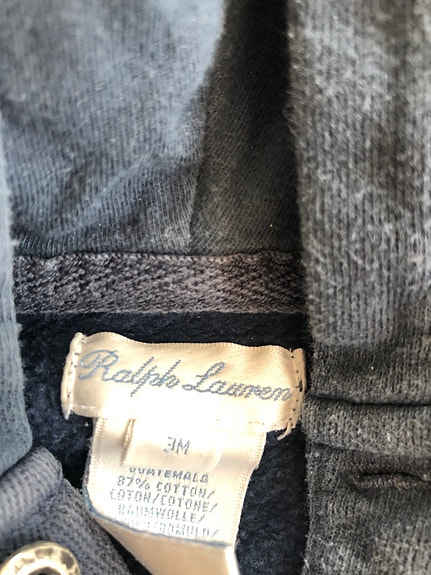 Ralph Lauren
3M
GUATEMALA
87% COTTON/
COTON/COTONE/
BAUMWOLLE/